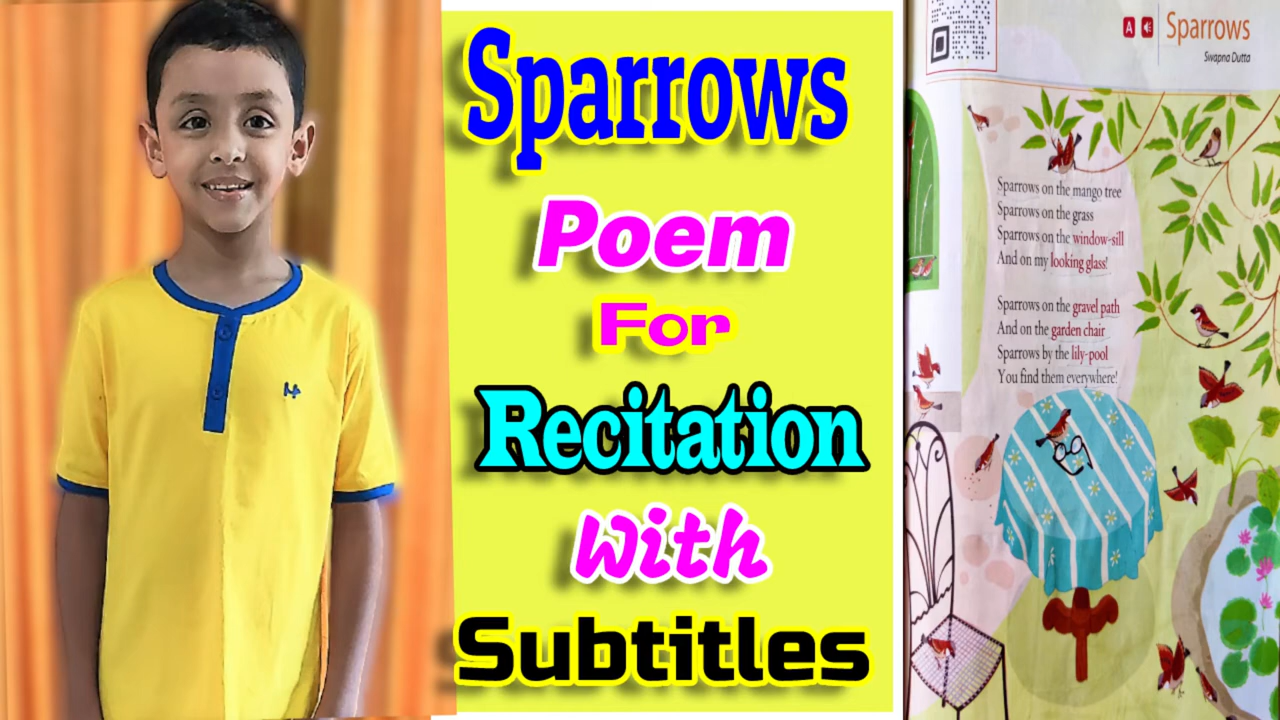 Sparrows
Poem
For
Recitation
With
Subtitles
A
Sparrows
Swapna Dutta
Sparrows on the mango tree
Sparrows on the grass
Sparrows on the window-sill
And on my looking glass!
Sparrows on the gravel path
And on the garden chair
Sparrows by the lily-pool
You find them everywhere!